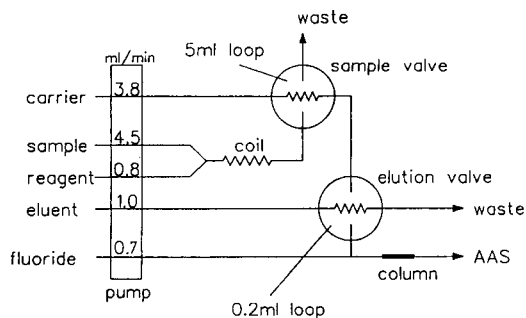 waste
ml/min
5ml loop
sample valve
carrier 3.8
sample 4.5
coil
reagent 0.8
elution valve
eluent 1.0
waste
fluoride 0.7
AAS
column
pump
0.2ml loop